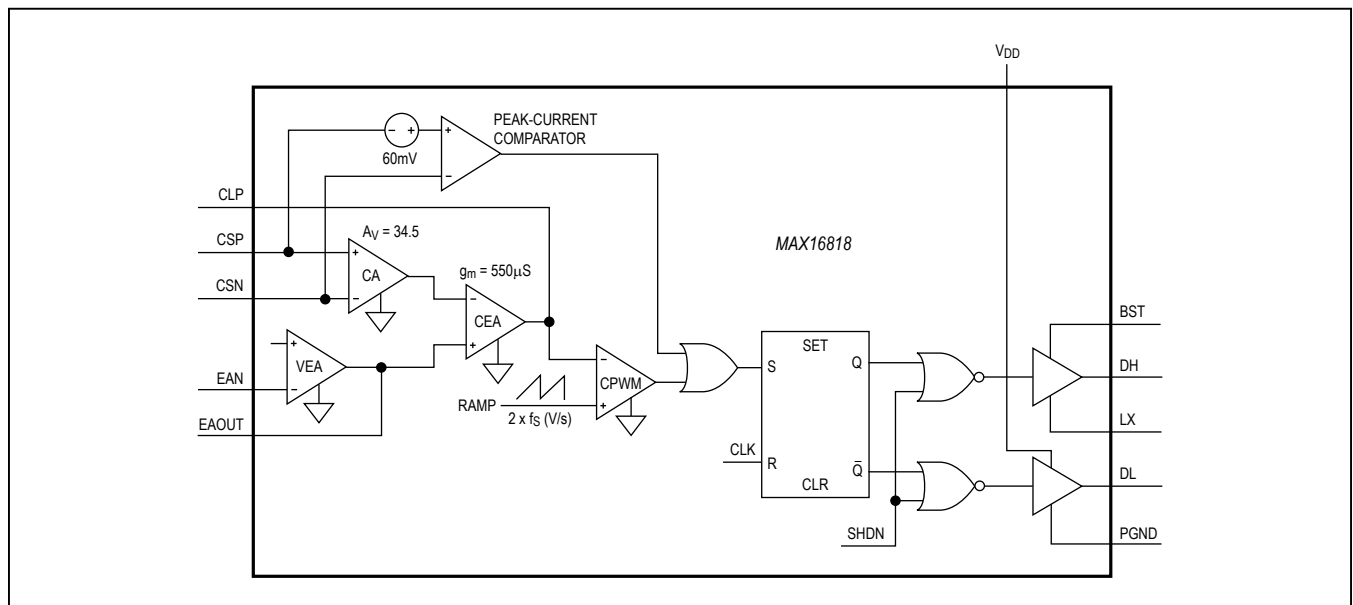 VDD
PEAK-CURRENT
COMPARATOR
- +
60mV
+
-
CLP
CSP
AV = 34.5
MAX16818
+
CA
-
gm = 550μS
CSN
-
CEA
+
BST
SET
+
VEA
-
S
Q
DH
-
CPWM
+
EAN
RAMP
2 x fS (V/s)
LX
EAOUT
CLK
R
Q̅
CLR
DL
SHDN
PGND